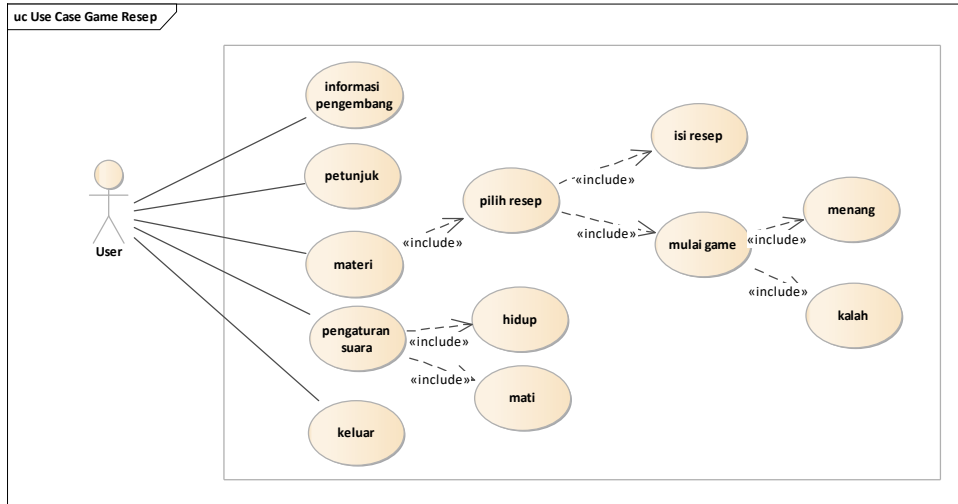 uc Use Case Game Resep
informasi
pengembang
isi resep
«include»
petunjuk
pilih resep
menang
«include»
«include»
«include»
mulai game
User
materi
«include»
kalah
hidup
pengaturan
suara
«include»
«include»
mati
keluar